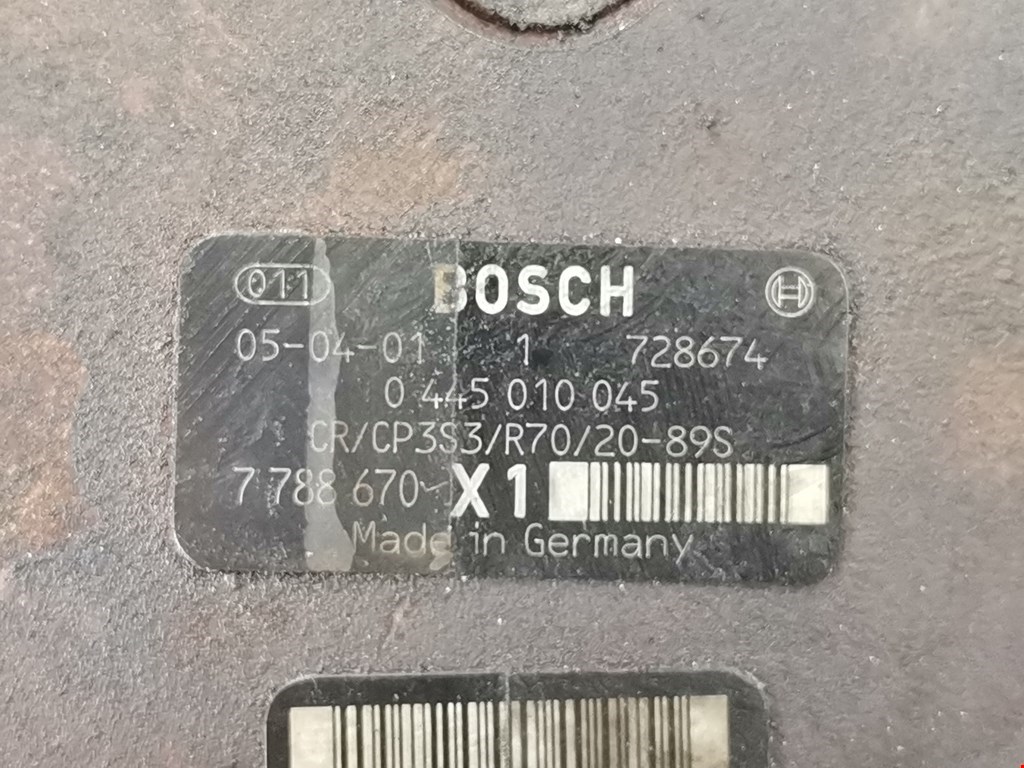 011 BOSCH
05-04-01 1 728674
0 445 010 045
CR/CP3S3/R70/20-89S
7 788 670- X1
Made in Germany